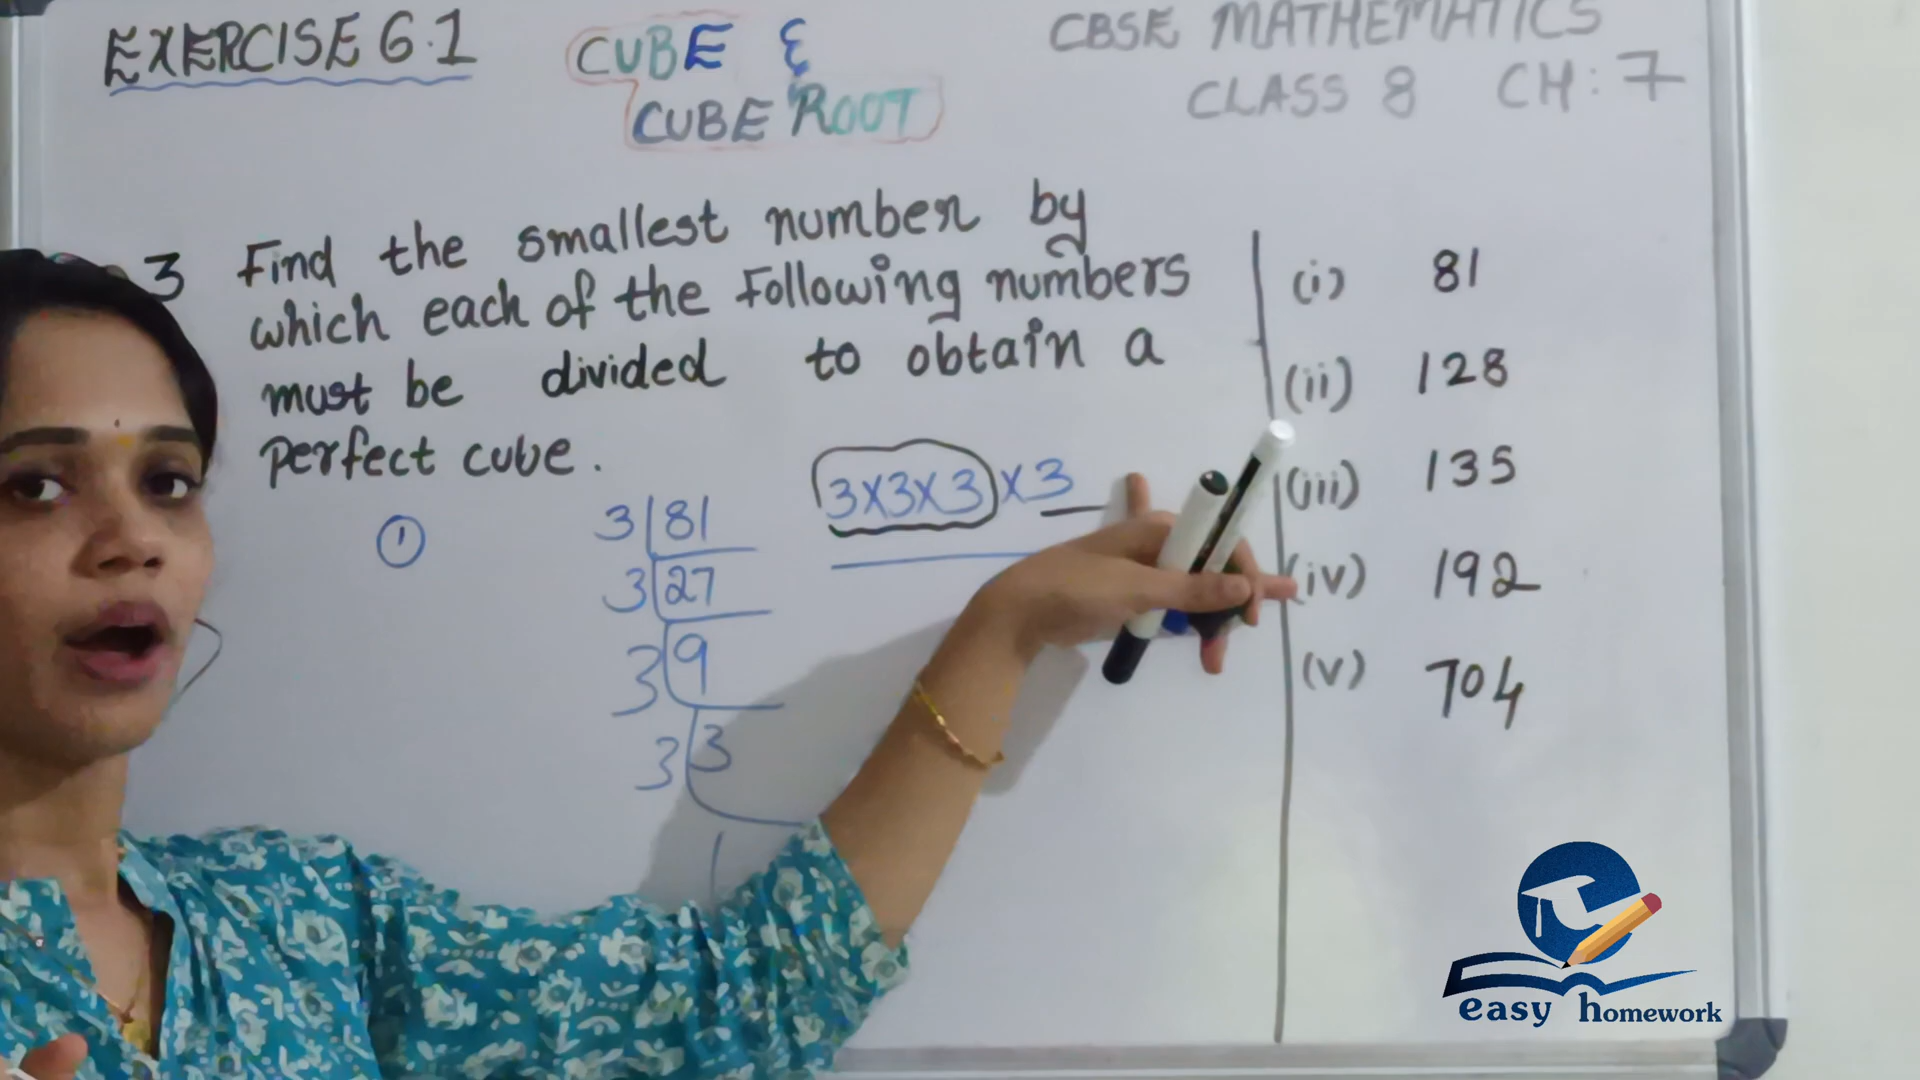 EXERCISE 6.1
CUBE &
CUBE ROOT
CBSE MATHEMATICS
CLASS 8 CH: 7
3 Find the smallest number by
which each of the following numbers
must be divided to obtain a
perfect cube.
(i) 81
(ii) 128
(iii) 135
(iv) 192
(v) 704
1
3 81
3 27
3 9
3 3
1
3x3x3 x 3
easy homework